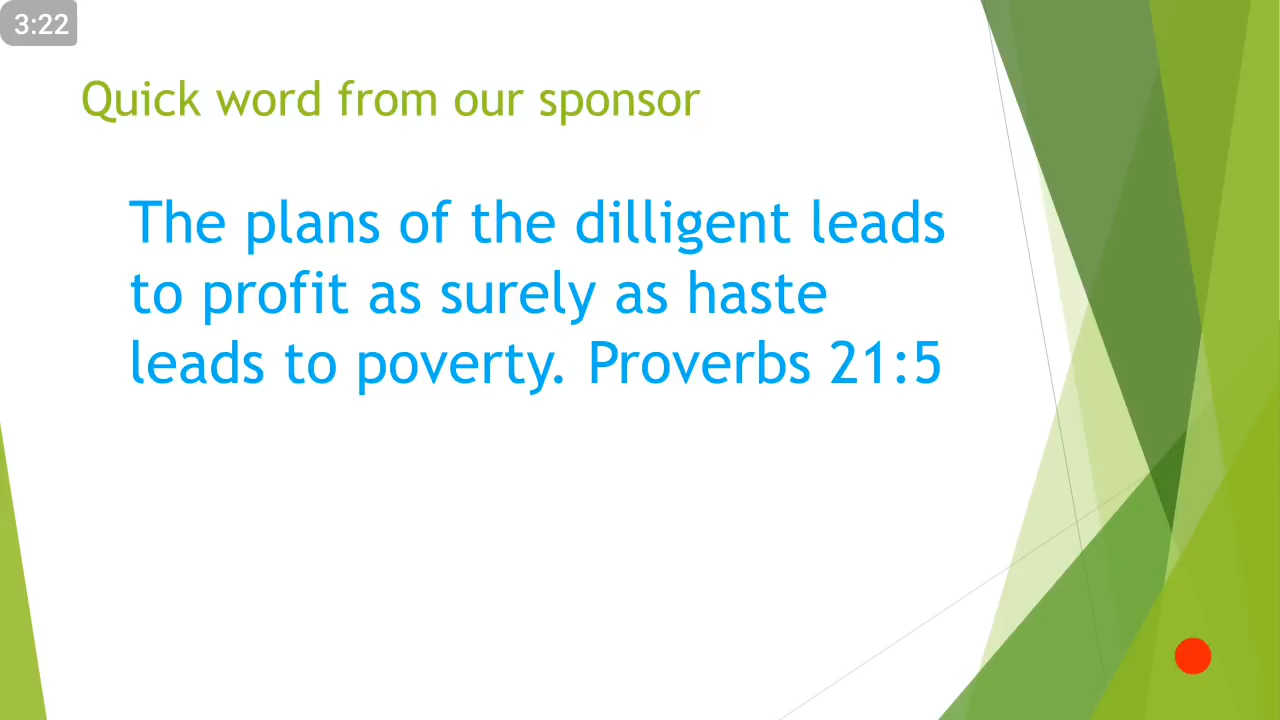 3:22
Quick word from our sponsor
The plans of the dilligent leads
to profit as surely as haste
leads to poverty. Proverbs 21:5